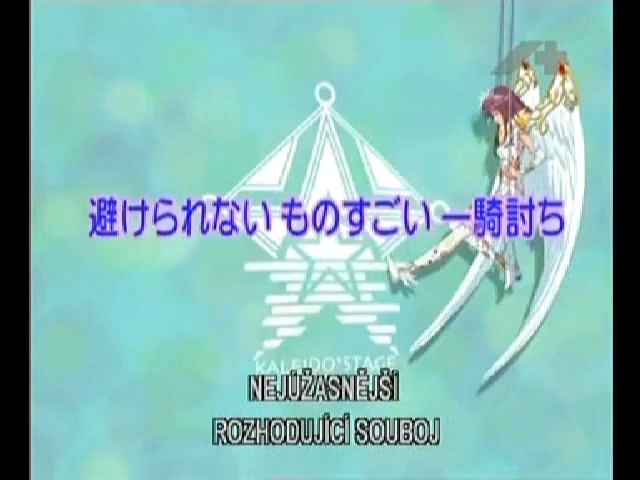 避けられない ものすごい 一騎討ち
KALEIDO STAGE
NEJÚŽASNĚJŠÍ
ROZHODUJÍCÍ SOUBOJ
A+